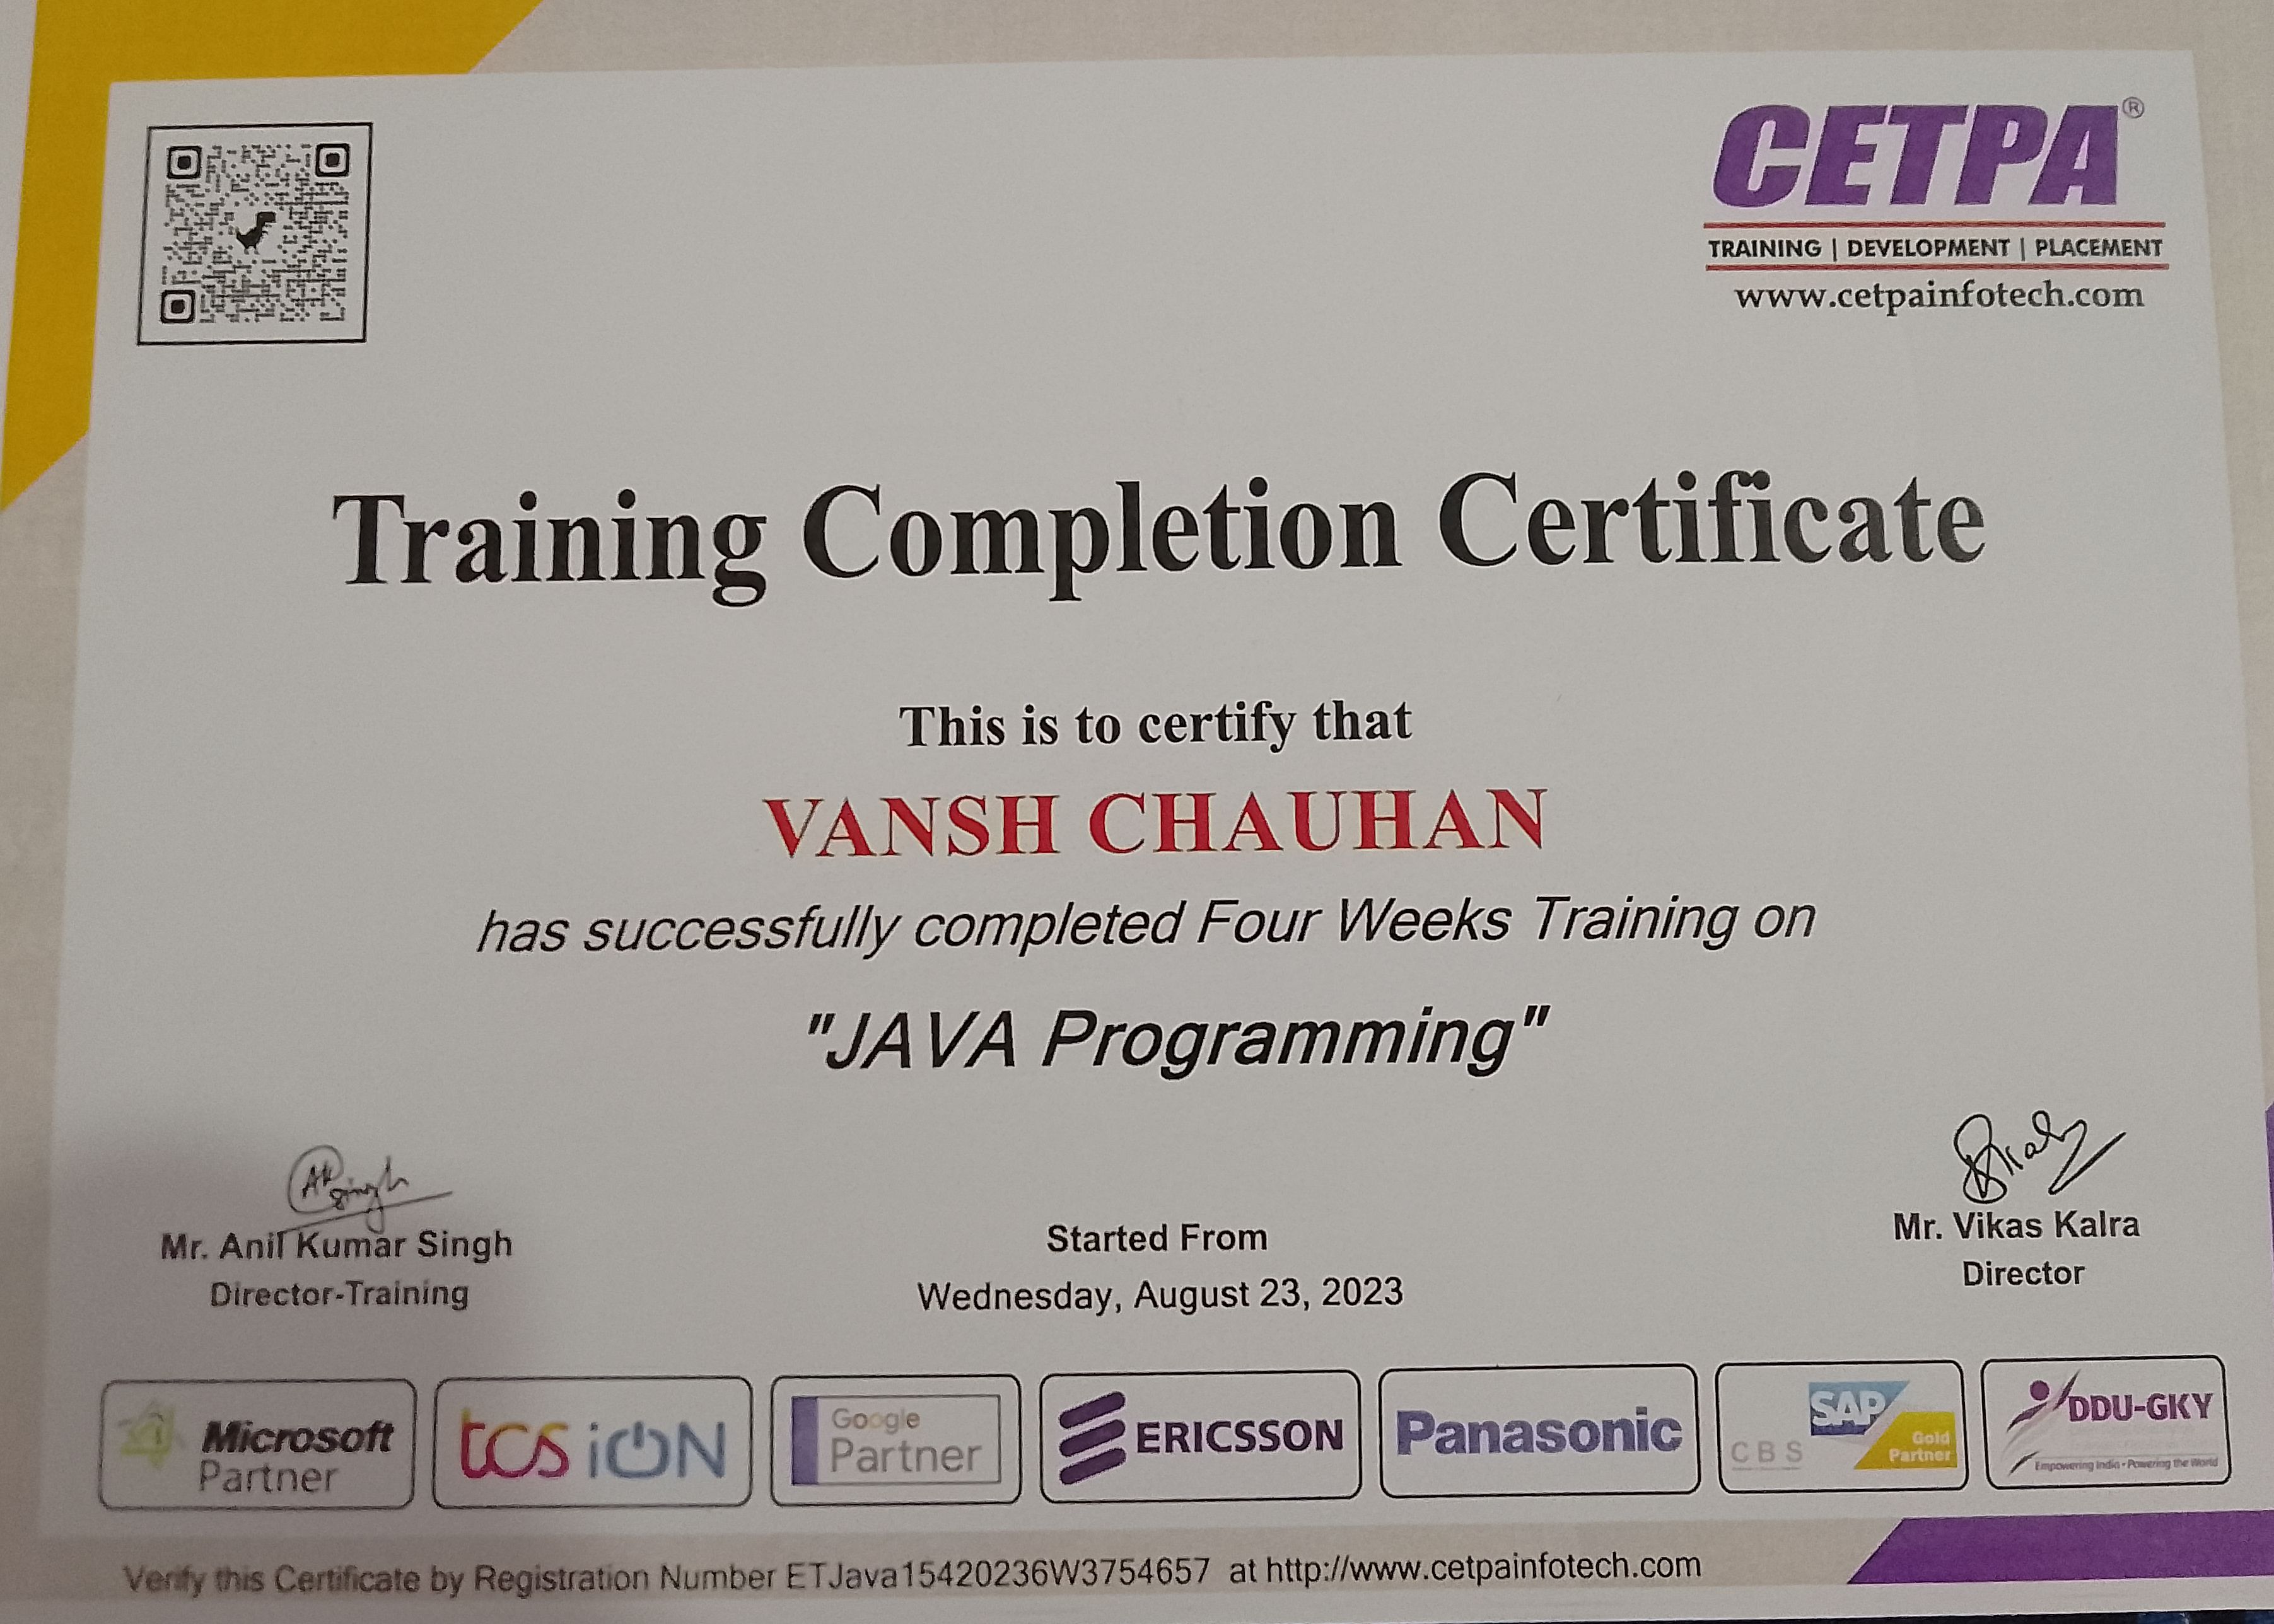 CETPA®
TRAINING | DEVELOPMENT | PLACEMENT
www.cetpainfotech.com
Training Completion Certificate
This is to certify that
VANSH CHAUHAN
has successfully completed Four Weeks Training on
"JAVA Programming"
AK Singh
Mr. Anil Kumar Singh
Director-Training
Started From
Wednesday, August 23, 2023
Mr. Vikas Kalra
Director
Microsoft
Partner
tcs iON
Google
Partner
ERICSSON
Panasonic
CBS
SAP
Gold
Partner
DDU-GKY
Empowering India • Powering the World
Verify this Certificate by Registration Number ETJava15420236W3754657 at http://www.cetpainfotech.com